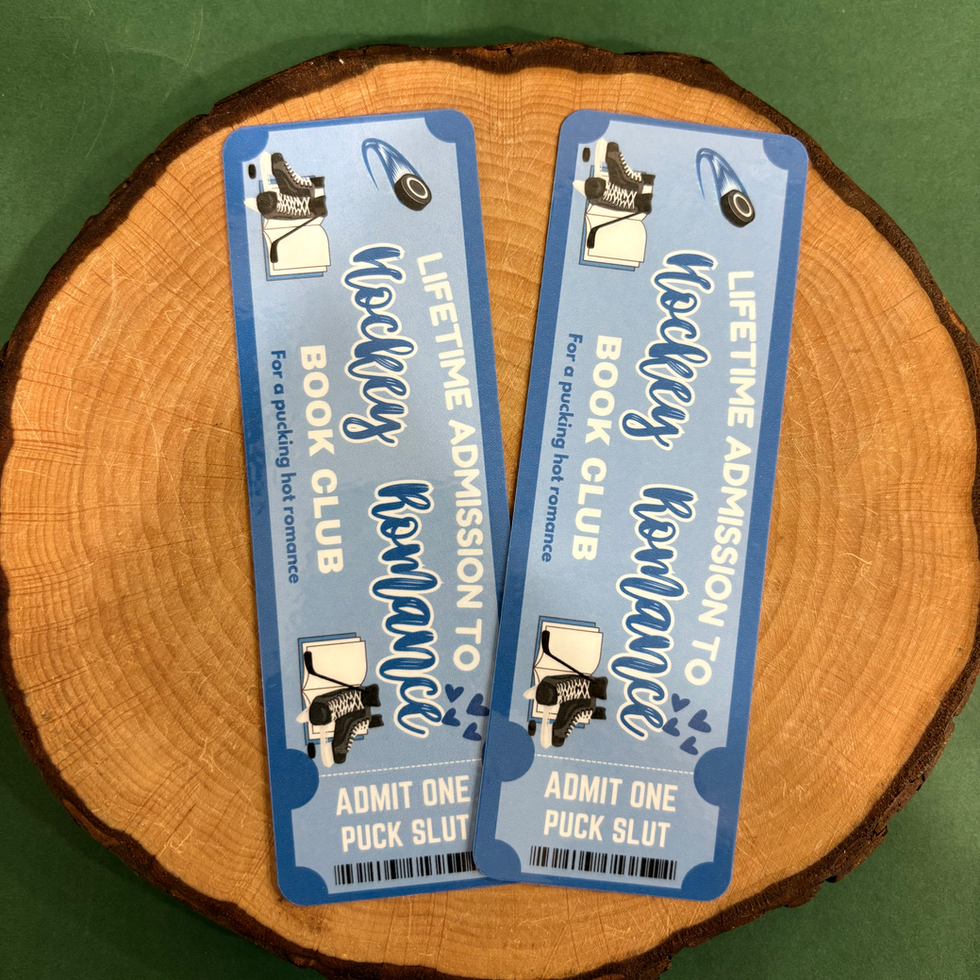 LIFETIME ADMISSION TO
Hockey Romance
BOOK CLUB
For a pucking hot romance
ADMIT ONE
PUCK SLUT
LIFETIME ADMISSION TO
Hockey Romance
BOOK CLUB
For a pucking hot romance
ADMIT ONE
PUCK SLUT